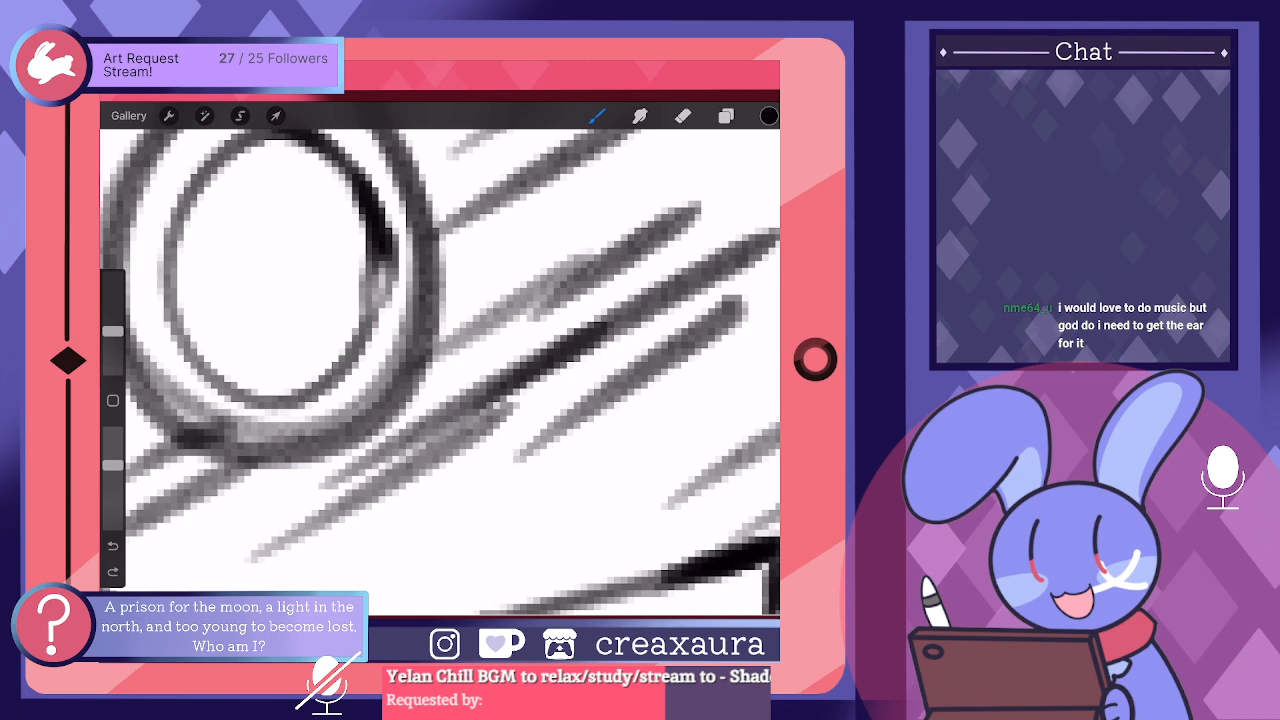 Art Request
Stream!
27 / 25 Followers
Gallery
Chat
nme64_u i would love to do music but
god do i need to get the ear
for it
A prison for the moon, a light in the
north, and too young to become lost.
Who am I?
creaxaura
Yelan Chill BGM to relax/study/stream to - Shad
Requested by: